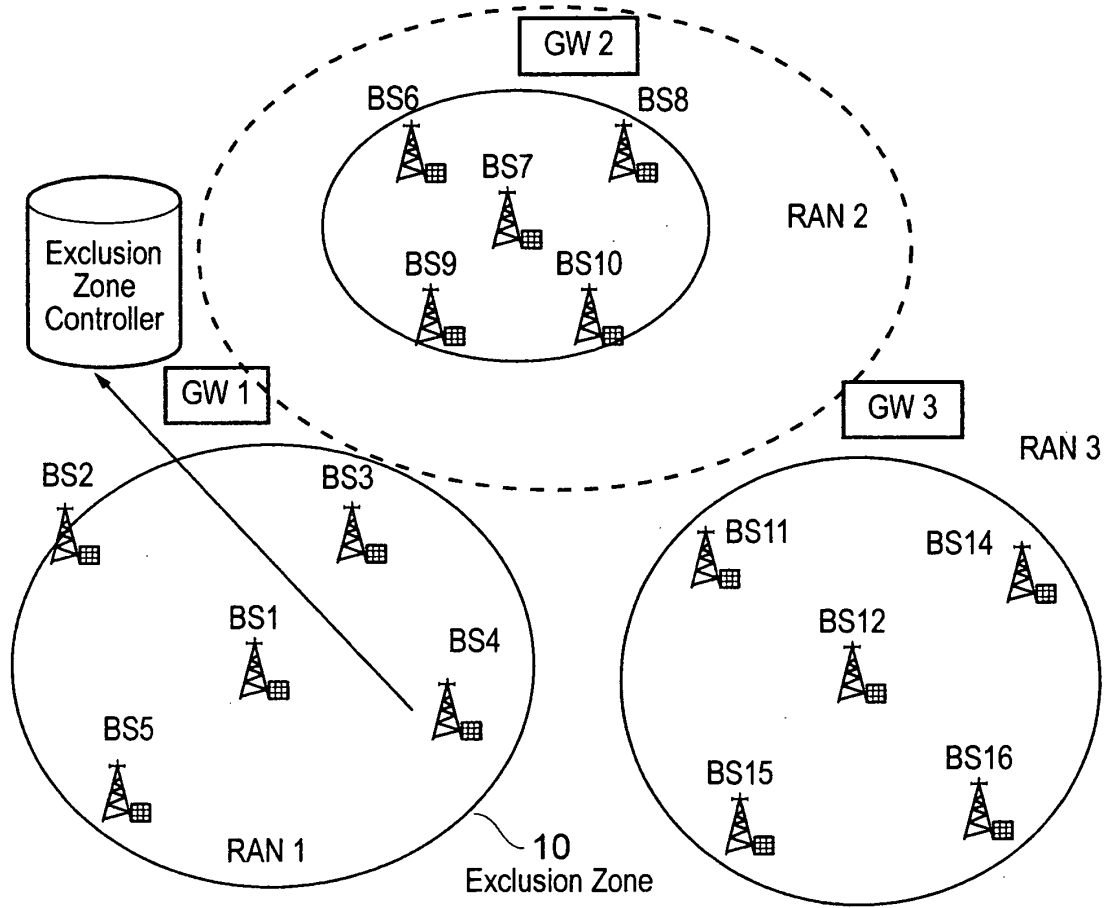 GW 2
BS6
BS8
BS7
RAN 2
BS9
BS10
Exclusion
Zone
Controller
GW 1
GW 3
RAN 3
BS2
BS3
BS11
BS14
BS1
BS4
BS12
BS5
BS15
BS16
RAN 1
10
Exclusion Zone